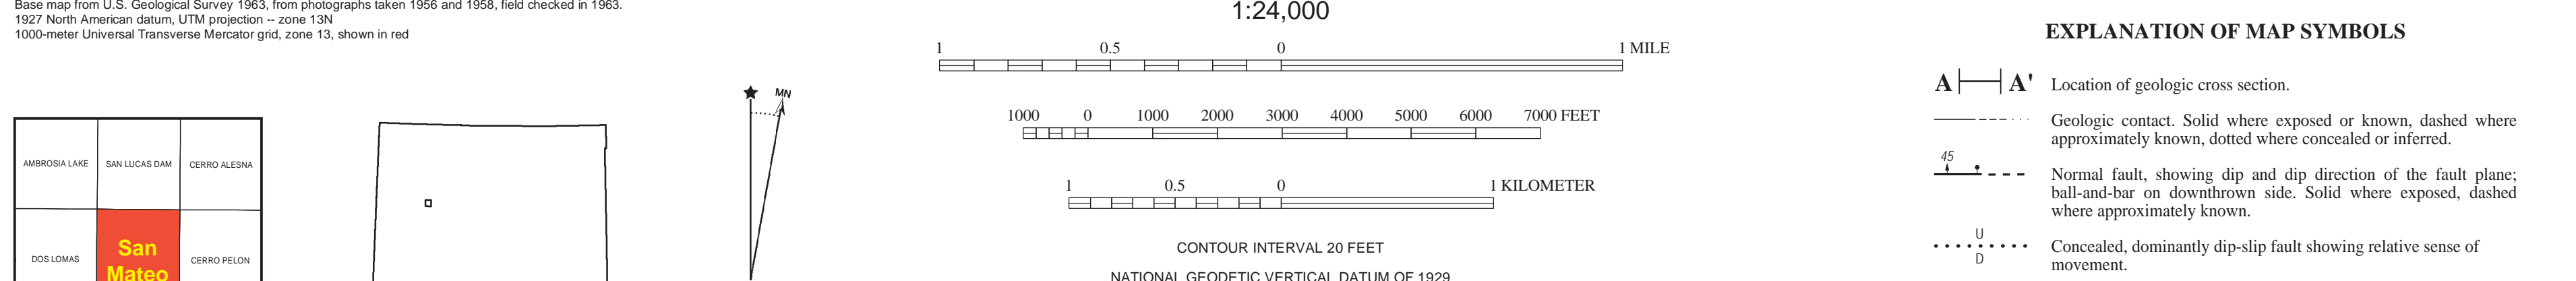 Base map from U.S. Geological Survey 1963, from photographs taken 1956 and 1958, field checked in 1963.
1927 North American datum, UTM projection -- zone 13N
1000-meter Universal Transverse Mercator grid, zone 13, shown in red
AMBROSIA LAKE SAN LUCAS DAM CERRO ALESNA
DOS LOMAS San Mateo CERRO PELON
MN
1:24,000
1 0.5 0 1 MILE
1000 0 1000 2000 3000 4000 5000 6000 7000 FEET
1 0.5 0 1 KILOMETER
CONTOUR INTERVAL 20 FEET
NATIONAL GEODETIC VERTICAL DATUM OF 1929
EXPLANATION OF MAP SYMBOLS
A A' Location of geologic cross section.
Geologic contact. Solid where exposed or known, dashed where
approximately known, dotted where concealed or inferred.
45
Normal fault, showing dip and dip direction of the fault plane;
ball-and-bar on downthrown side. Solid where exposed, dashed
where approximately known.
U
D
Concealed, dominantly dip-slip fault showing relative sense of
movement.